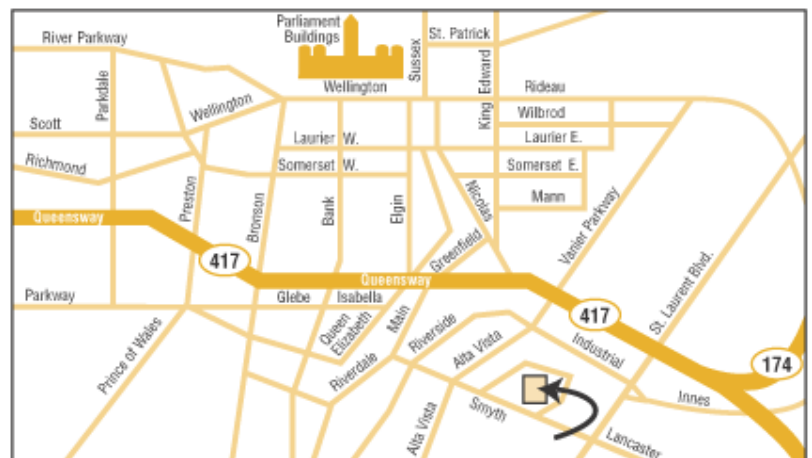 Parliament
Buildings
River Parkway
St. Patrick
Sussex
Parkdale
King Edward
Wellington
Rideau
Wellington
Wilbrod
Scott
Laurier W.
Laurier E.
Richmond
Somerset W.
Somerset E.
Preston
Bronson
Bank
Elgin
Nicolas
Mann
Vanier Parkway
Queensway
417
Greenfield
Queensway
St. Laurent Blvd.
Parkway
Glebe
Isabella
417
Prince of Wales
Queen
Elizabeth
Main
Riverside
Alta Vista
Industrial
174
Riverdale
Innes
Smyth
Alta Vista
Lancaster